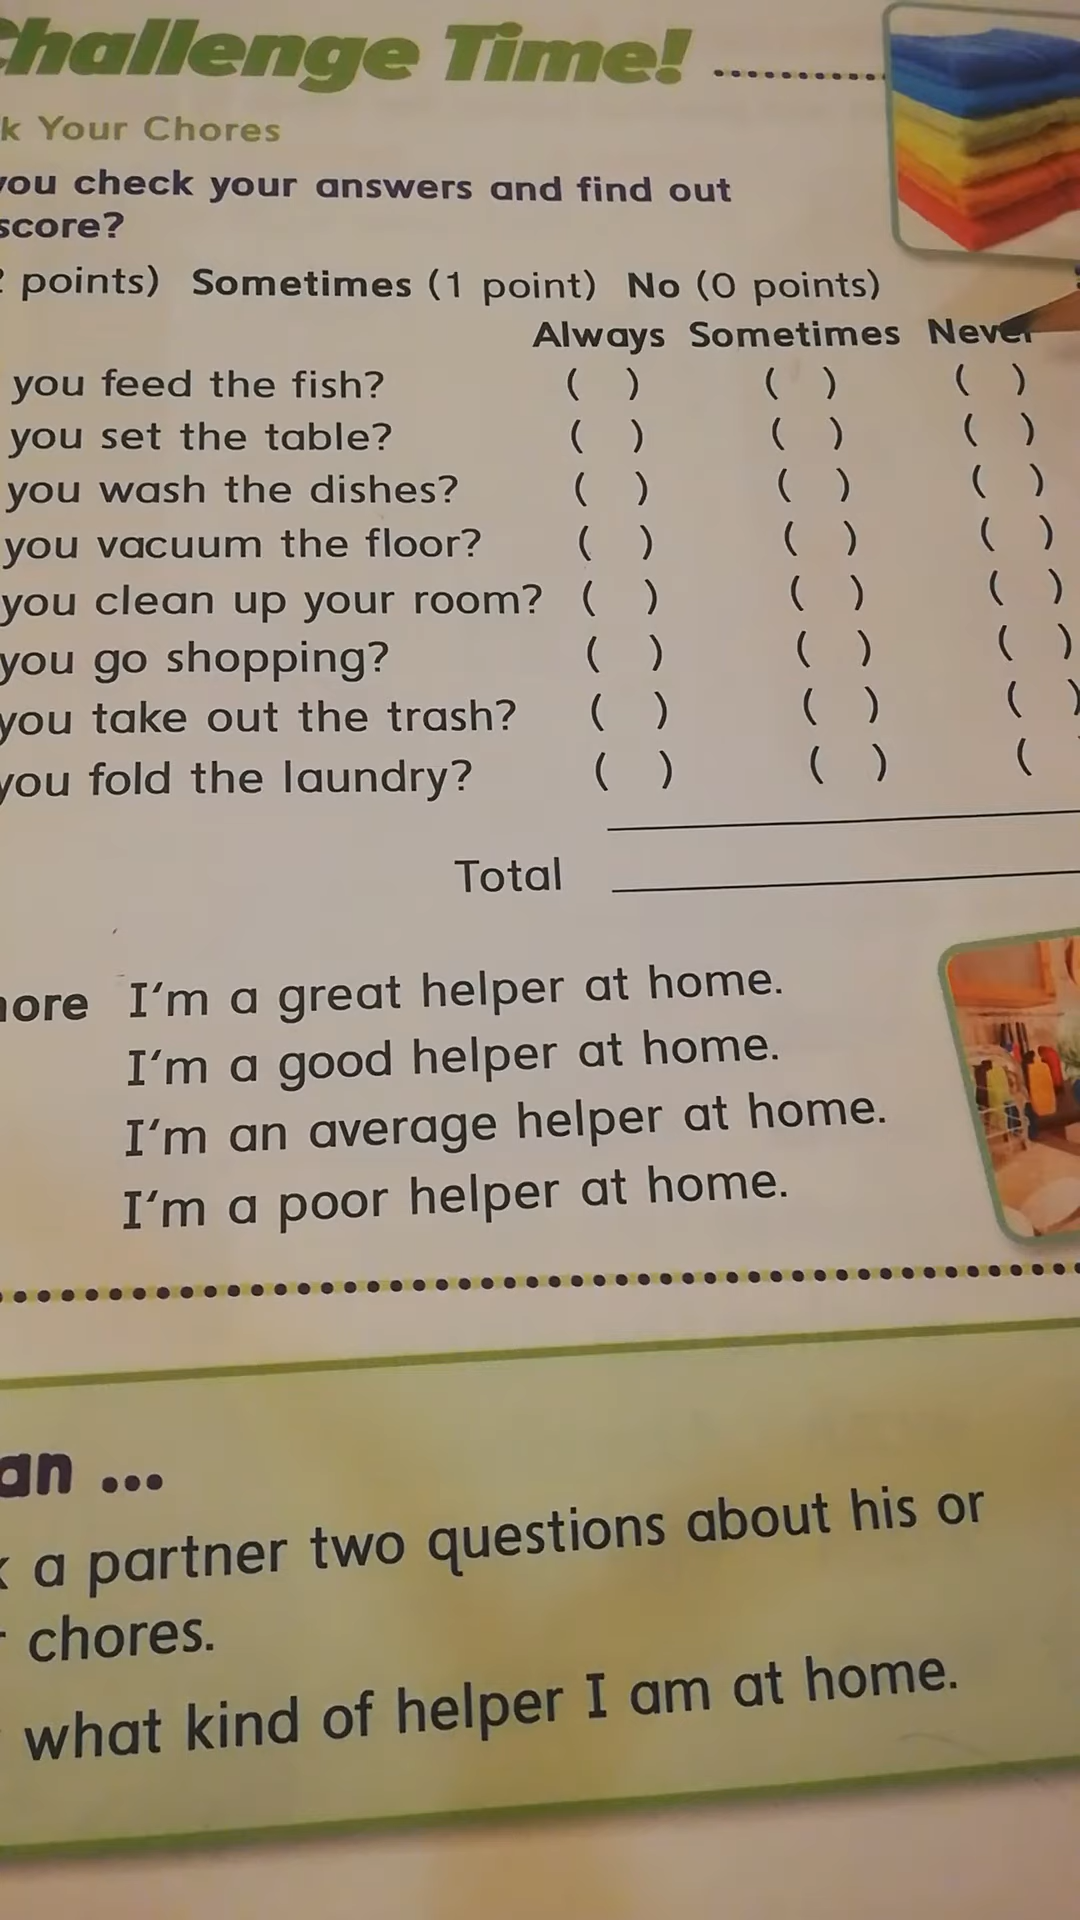 Challenge Time!
k Your Chores
you check your answers and find out
score?
points) Sometimes (1 point) No (0 points)
Always Sometimes Never
you feed the fish? ( ) ( ) ( )
you set the table? ( ) ( ) ( )
you wash the dishes? ( ) ( ) ( )
you vacuum the floor? ( ) ( ) ( )
you clean up your room? ( ) ( ) ( )
you go shopping? ( ) ( ) ( )
you take out the trash? ( ) ( ) ( )
you fold the laundry? ( ) ( ) (
Total
more I'm a great helper at home.
I'm a good helper at home.
I'm an average helper at home.
I'm a poor helper at home.
an ...
k a partner two questions about his or
r chores.
what kind of helper I am at home.